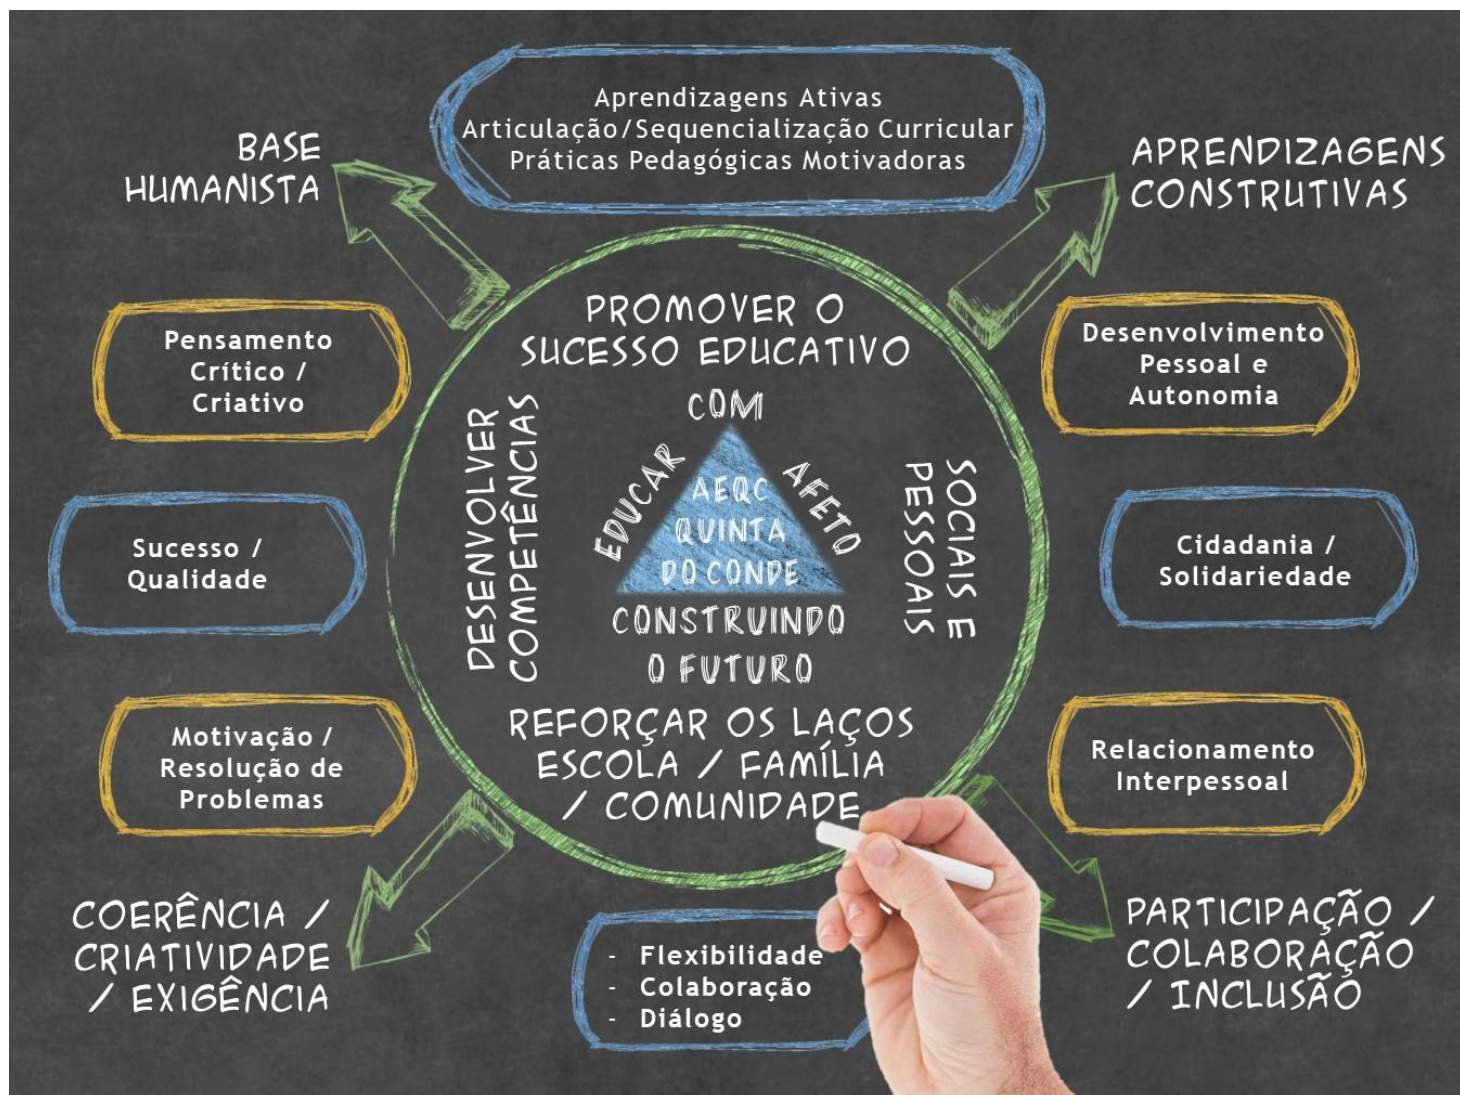 Aprendizagens Ativas
Articulação/Sequencialização Curricular
Práticas Pedagógicas Motivadoras
BASE
HUMANISTA
APRENDIZAGENS
CONSTRUTIVAS
Pensamento
Crítico /
Criativo
Desenvolvimento
Pessoal e
Autonomia
PROMOVER O
SUCESSO EDUCATIVO
DESENVOLVER
COMPETÊNCIAS
SOCIAIS E
PESSOAIS
EDUCAR
COM
AFETO
AEQC
QUINTA
DO CONDE
CONSTRUINDO
O FUTURO
Sucesso /
Qualidade
Cidadania /
Solidariedade
REFORÇAR OS LAÇOS
ESCOLA / FAMÍLIA
/ COMUNIDADE
Motivação /
Resolução de
Problemas
Relacionamento
Interpessoal
COERÊNCIA /
CRIATIVIDADE
/ EXIGÊNCIA
- Flexibilidade
- Colaboração
- Diálogo
PARTICIPAÇÃO /
COLABORAÇÃO
/ INCLUSÃO